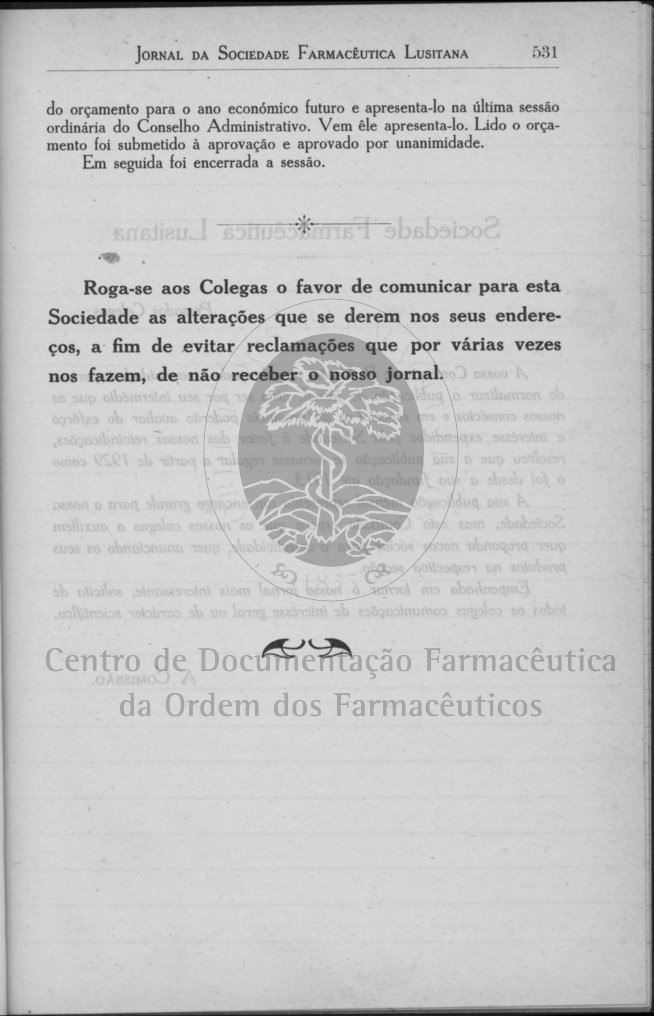 Jornal da Sociedade Farmacêutica Lusitana 531
do orçamento para o ano económico futuro e apresenta-lo na última sessão
ordinária do Conselho Administrativo. Vem êle apresenta-lo. Lido o orça-
mento foi submetido à aprovação e aprovado por unanimidade.
Em seguida foi encerrada a sessão.
Roga-se aos Colegas o favor de comunicar para esta
Sociedade as alterações que se derem nos seus endere-
ços, a fim de evitar reclamações que por várias vezes
nos fazem, de não receber o nosso jornal.
1835
Centro de Documentação Farmacêutica
da Ordem dos Farmacêuticos